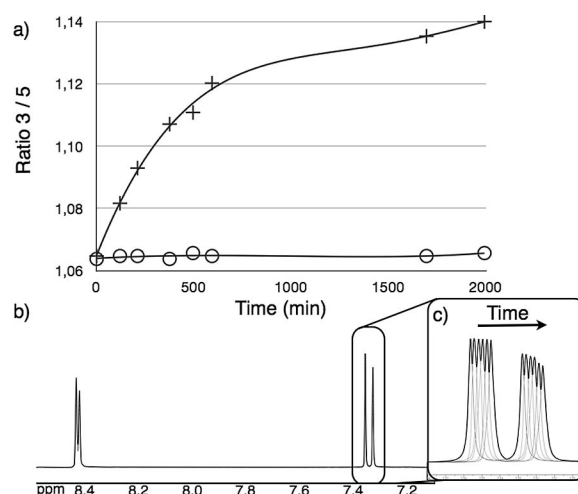 a)
Ratio 3 / 5
1,14
1,12
1,10
1,08
1,06
0
500
1000
1500
2000
Time (min)
b)
c)
Time
ppm 8.4 8.2 8.0 7.8 7.6 7.4 7.2